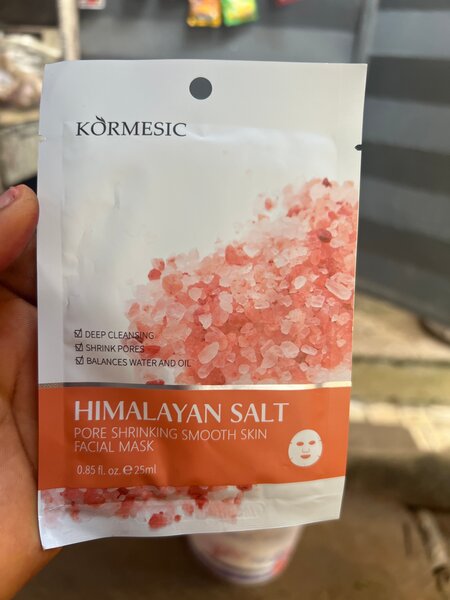 KORMESIC
☑ DEEP CLEANSING
☑ SHRINK PORES
☑ BALANCES WATER AND OIL
HIMALAYAN SALT
PORE SHRINKING SMOOTH SKIN
FACIAL MASK
0.85 fl. oz. ℮ 25ml